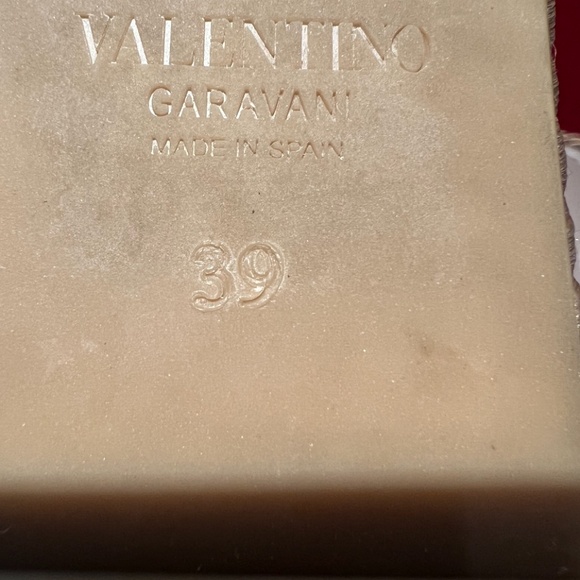 VALENTINO
GARAVANI
MADE IN SPAIN
39